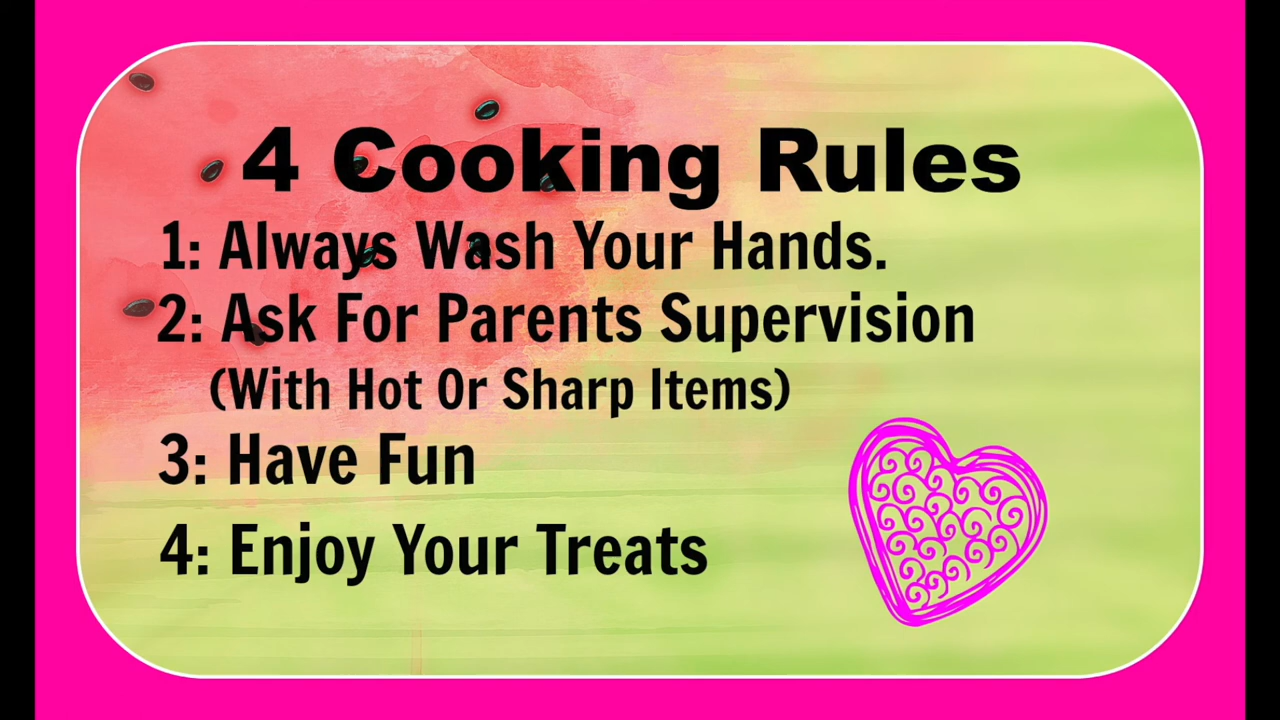 4 Cooking Rules
1: Always Wash Your Hands.
2: Ask For Parents Supervision
(With Hot Or Sharp Items)
3: Have Fun
4: Enjoy Your Treats